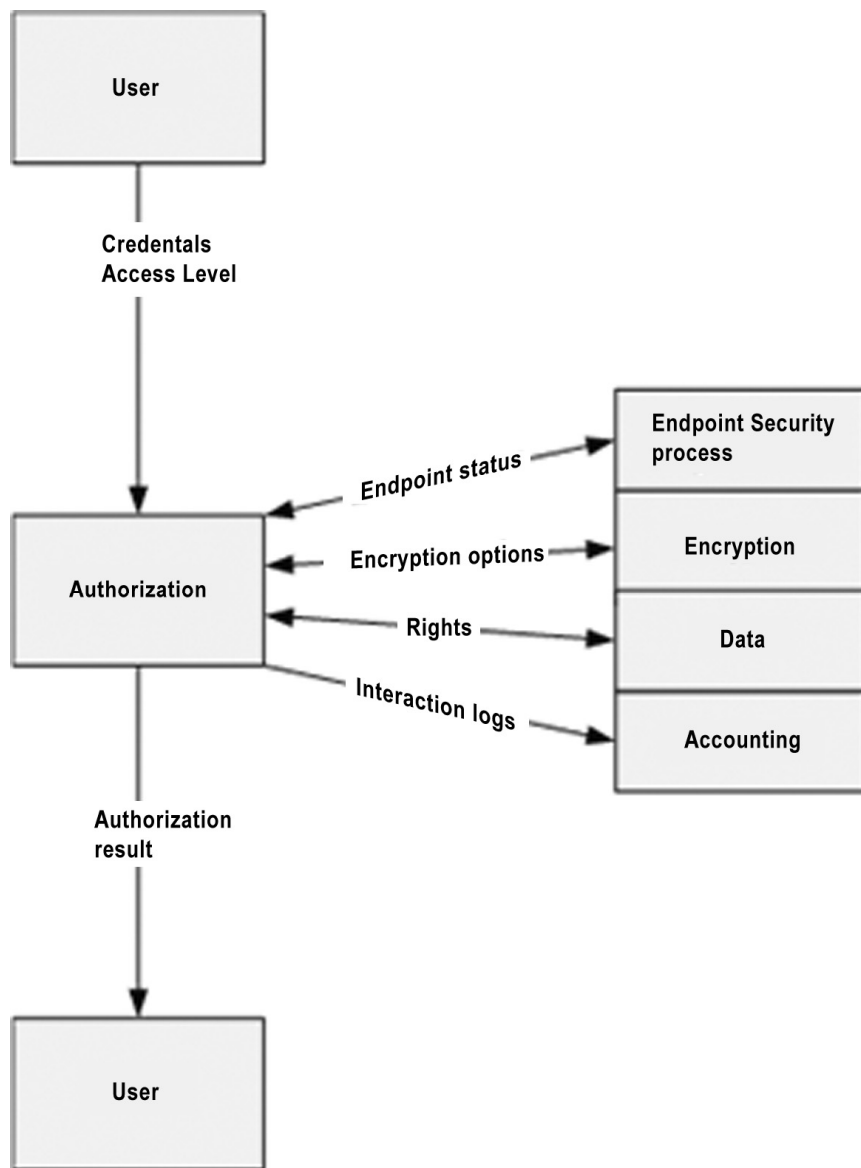 User
Credentals
Access Level
Endpoint Security
process
Endpoint status
Encryption options
Encryption
Authorization
Rights
Data
Interaction logs
Accounting
Authorization
result
User